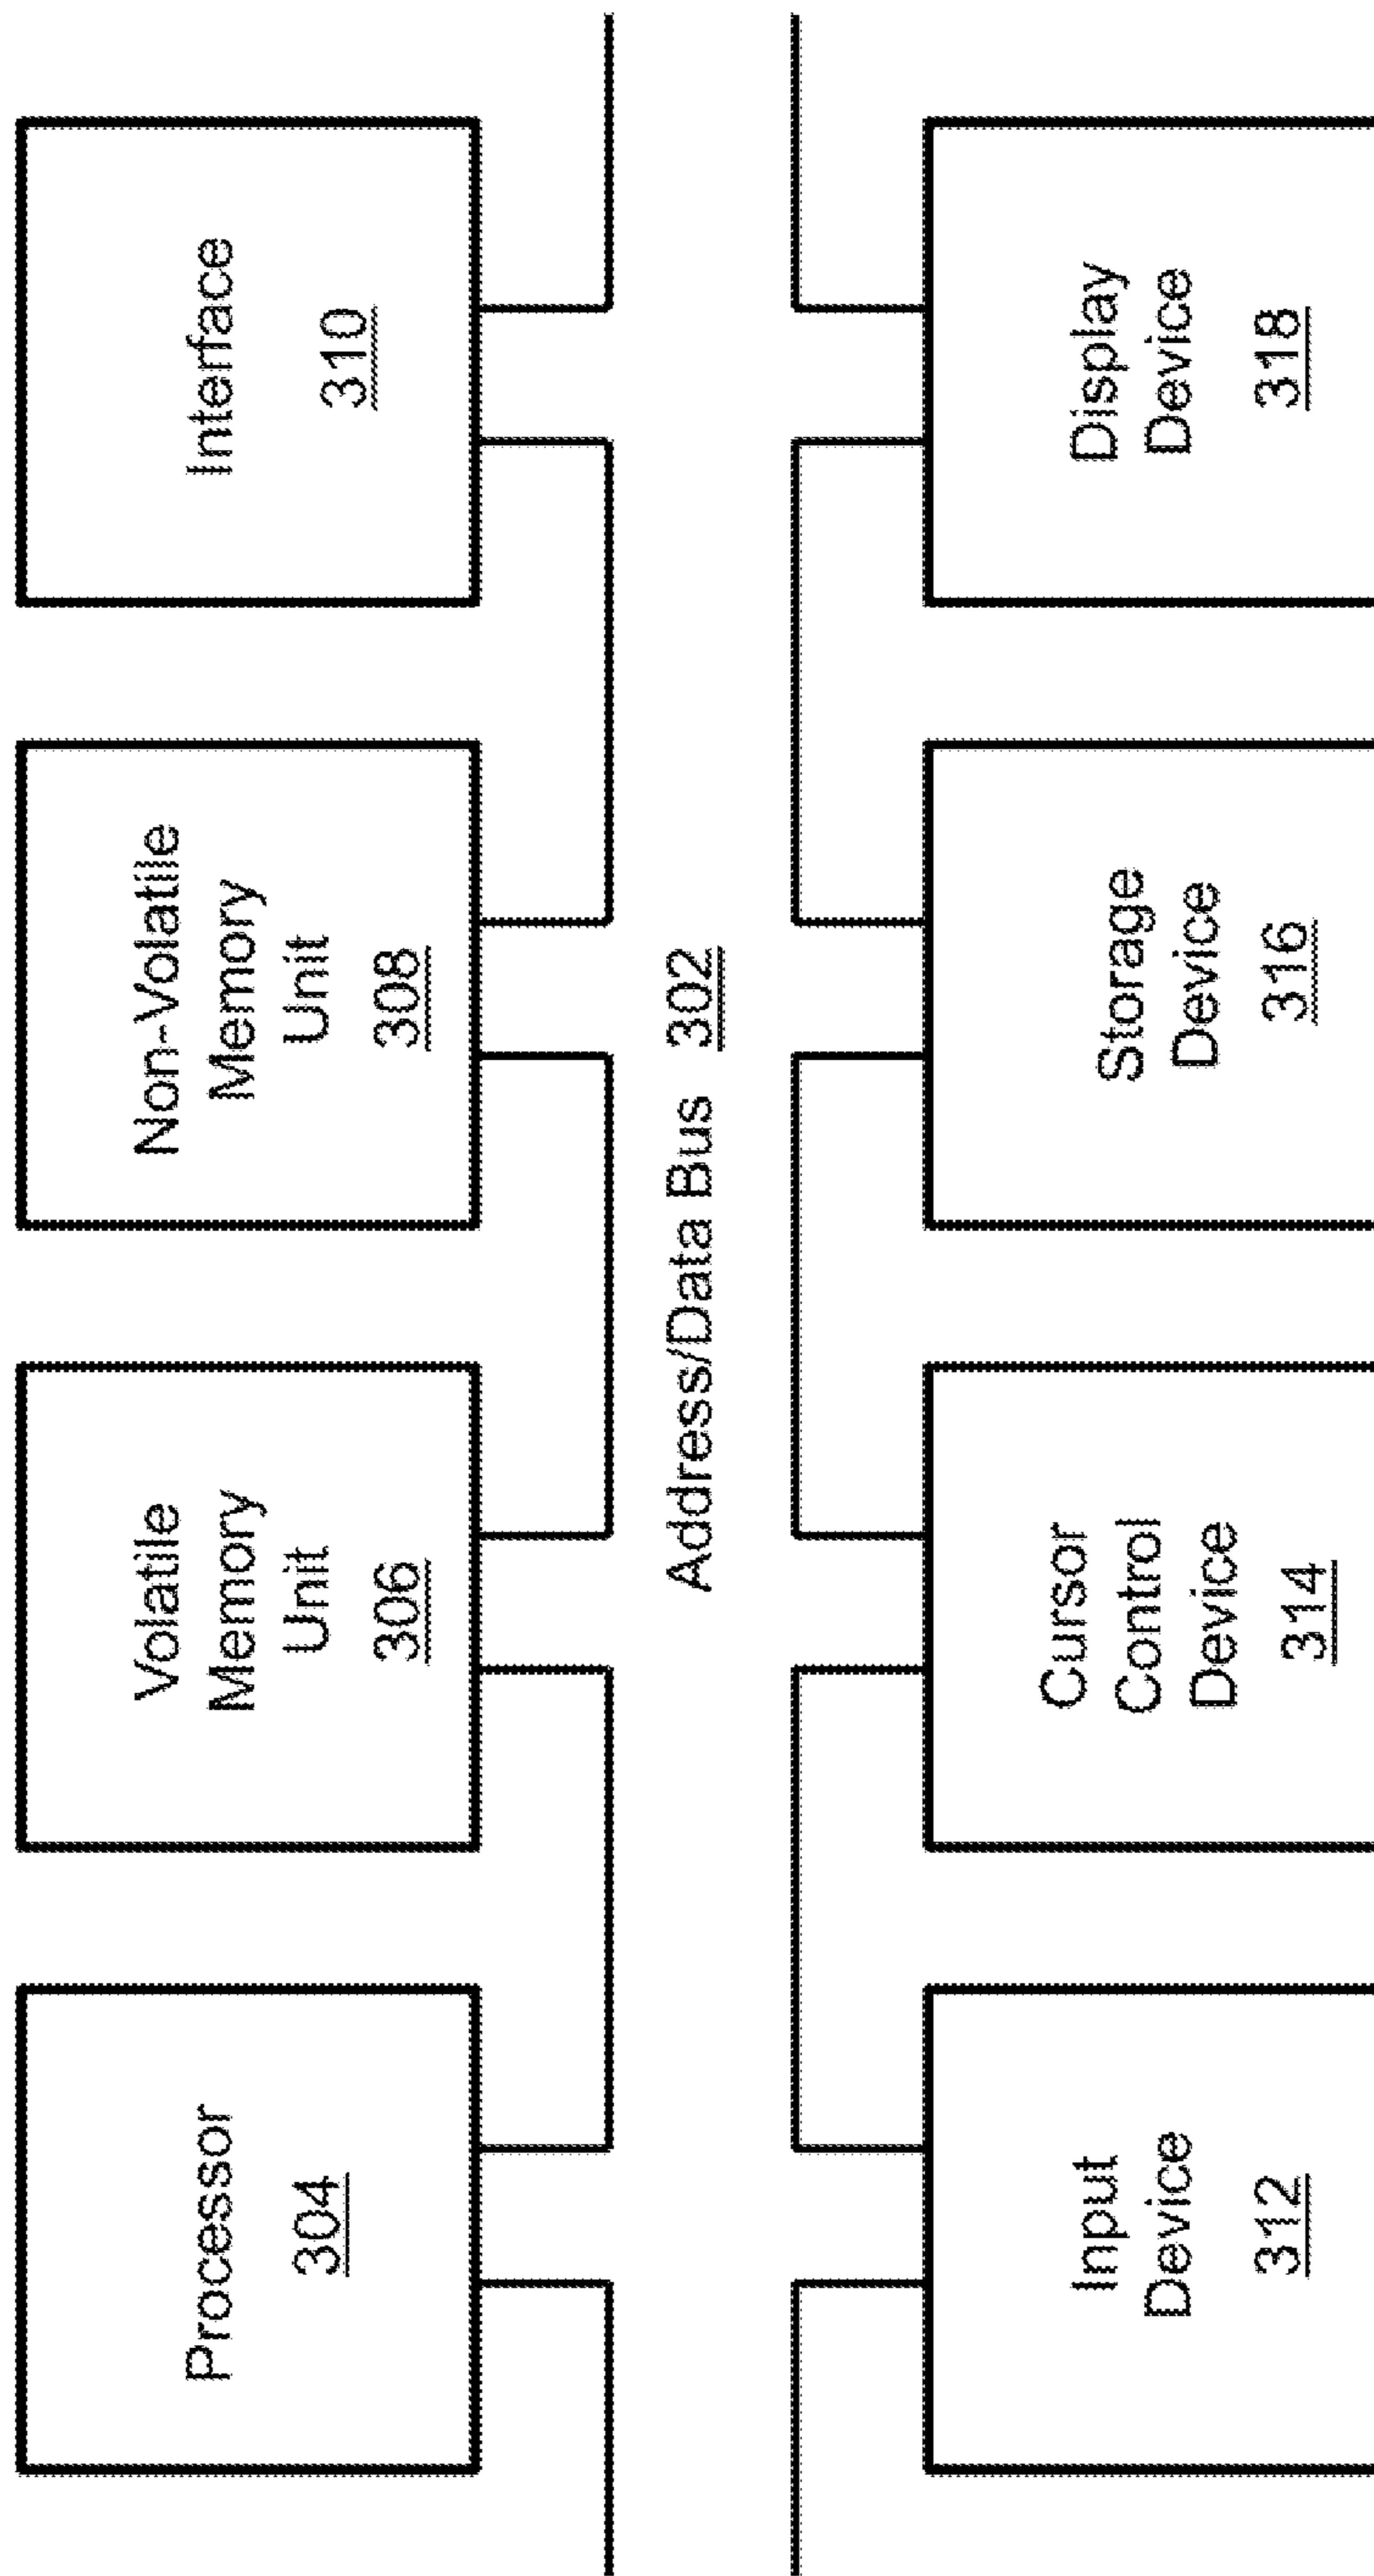 Processor
304
Volatile
Memory
Unit
306
Non-Volatile
Memory
Unit
308
Interface
310
Address/Data Bus 302
Input
Device
312
Cursor
Control
Device
314
Storage
Device
316
Display
Device
318